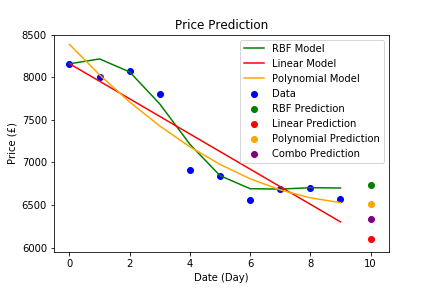 Price Prediction
8500
8000
7500
7000
6500
6000
Price (£)
0
2
4
6
8
10
Date (Day)
RBF Model
Linear Model
Polynomial Model
Data
RBF Prediction
Linear Prediction
Polynomial Prediction
Combo Prediction